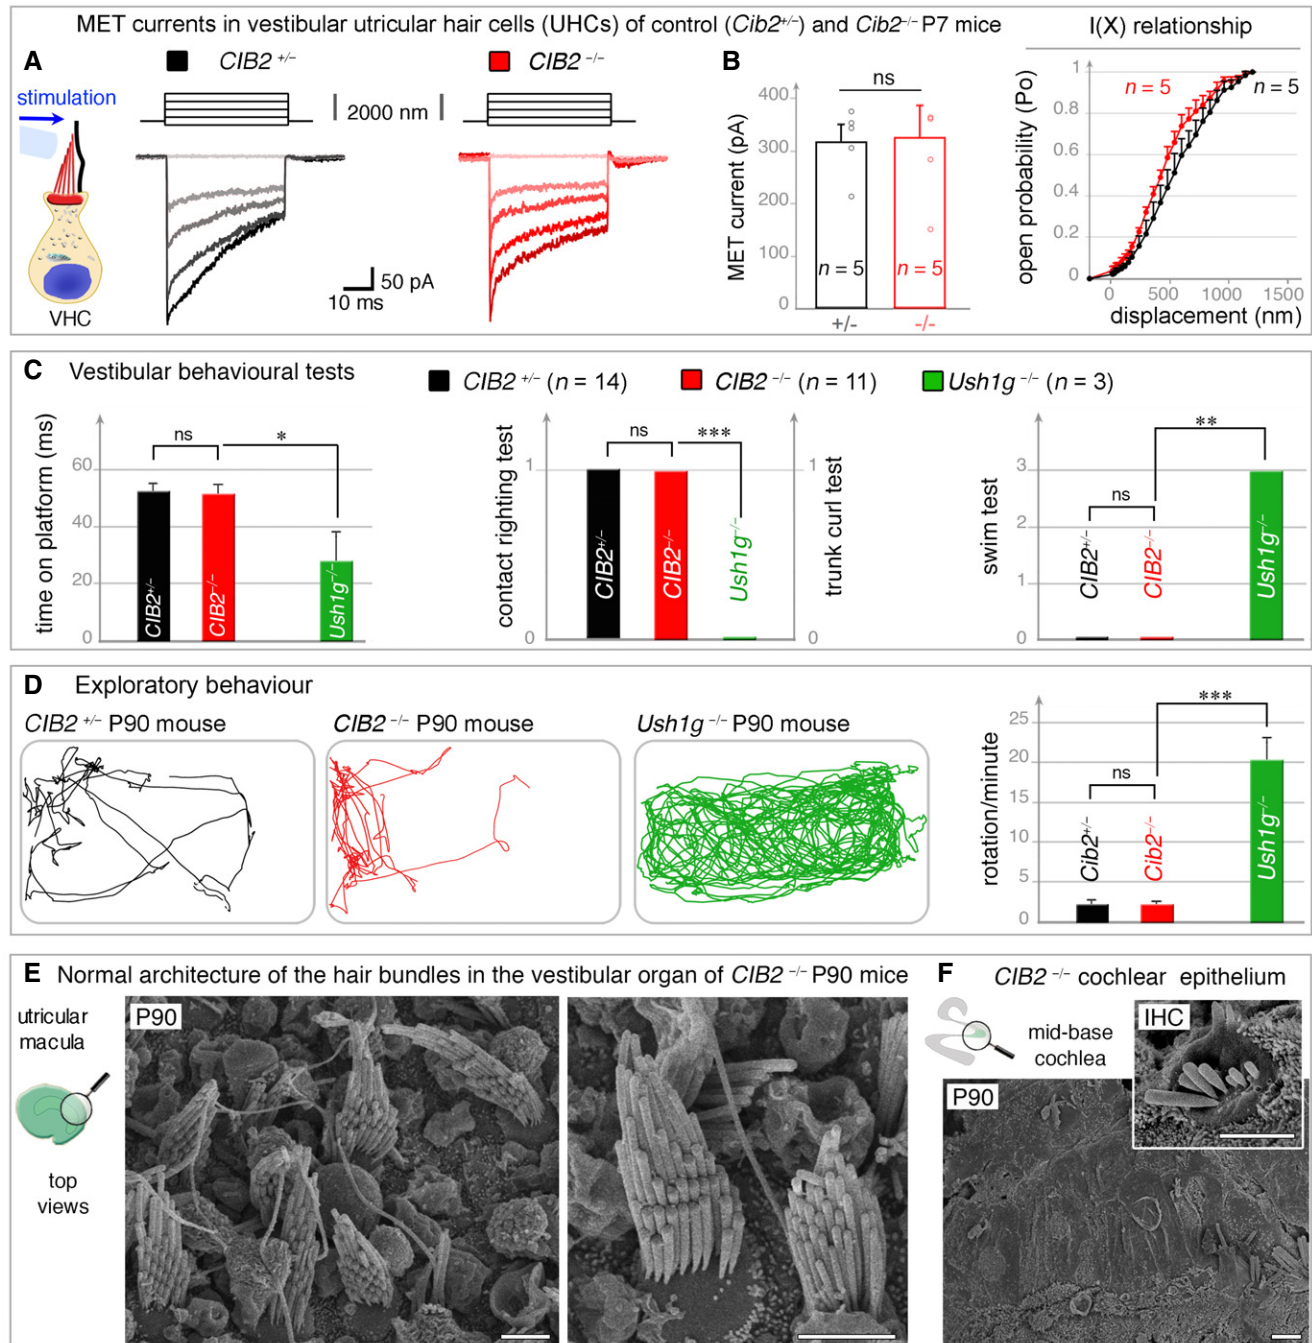 MET currents in vestibular utricular hair cells (UHCs) of control (Cib2+/–) and Cib2–/– P7 mice
I(X) relationship
A
stimulation
VHC
CIB2 +/–
CIB2 –/–
2000 nm
50 pA
10 ms
B
ns
MET current (pA)
400
300
200
100
0
n = 5
n = 5
+/-
-/-
open probability (Po)
1
0.8
0.6
0.4
0.2
0
n = 5
n = 5
0
500
1000
1500
displacement (nm)
C Vestibular behavioural tests
CIB2 +/– (n = 14)
CIB2 –/– (n = 11)
Ush1g –/– (n = 3)
time on platform (ms)
60
40
20
0
ns
*
CIB2+/–
CIB2–/–
Ush1g–/–
contact righting test
1
0
ns
***
CIB2+/–
CIB2–/–
Ush1g–/–
1
0
trunk curl test
swim test
3
2
1
0
ns
**
CIB2+/–
CIB2–/–
Ush1g–/–
D Exploratory behaviour
CIB2 +/– P90 mouse
CIB2 –/– P90 mouse
Ush1g –/– P90 mouse
rotation/minute
25
20
15
10
5
0
ns
***
Cib2+/–
Cib2–/–
Ush1g–/–
E Normal architecture of the hair bundles in the vestibular organ of CIB2 –/– P90 mice
utricular
macula
top
views
P90
F CIB2 –/– cochlear epithelium
mid-base
cochlea
IHC
P90